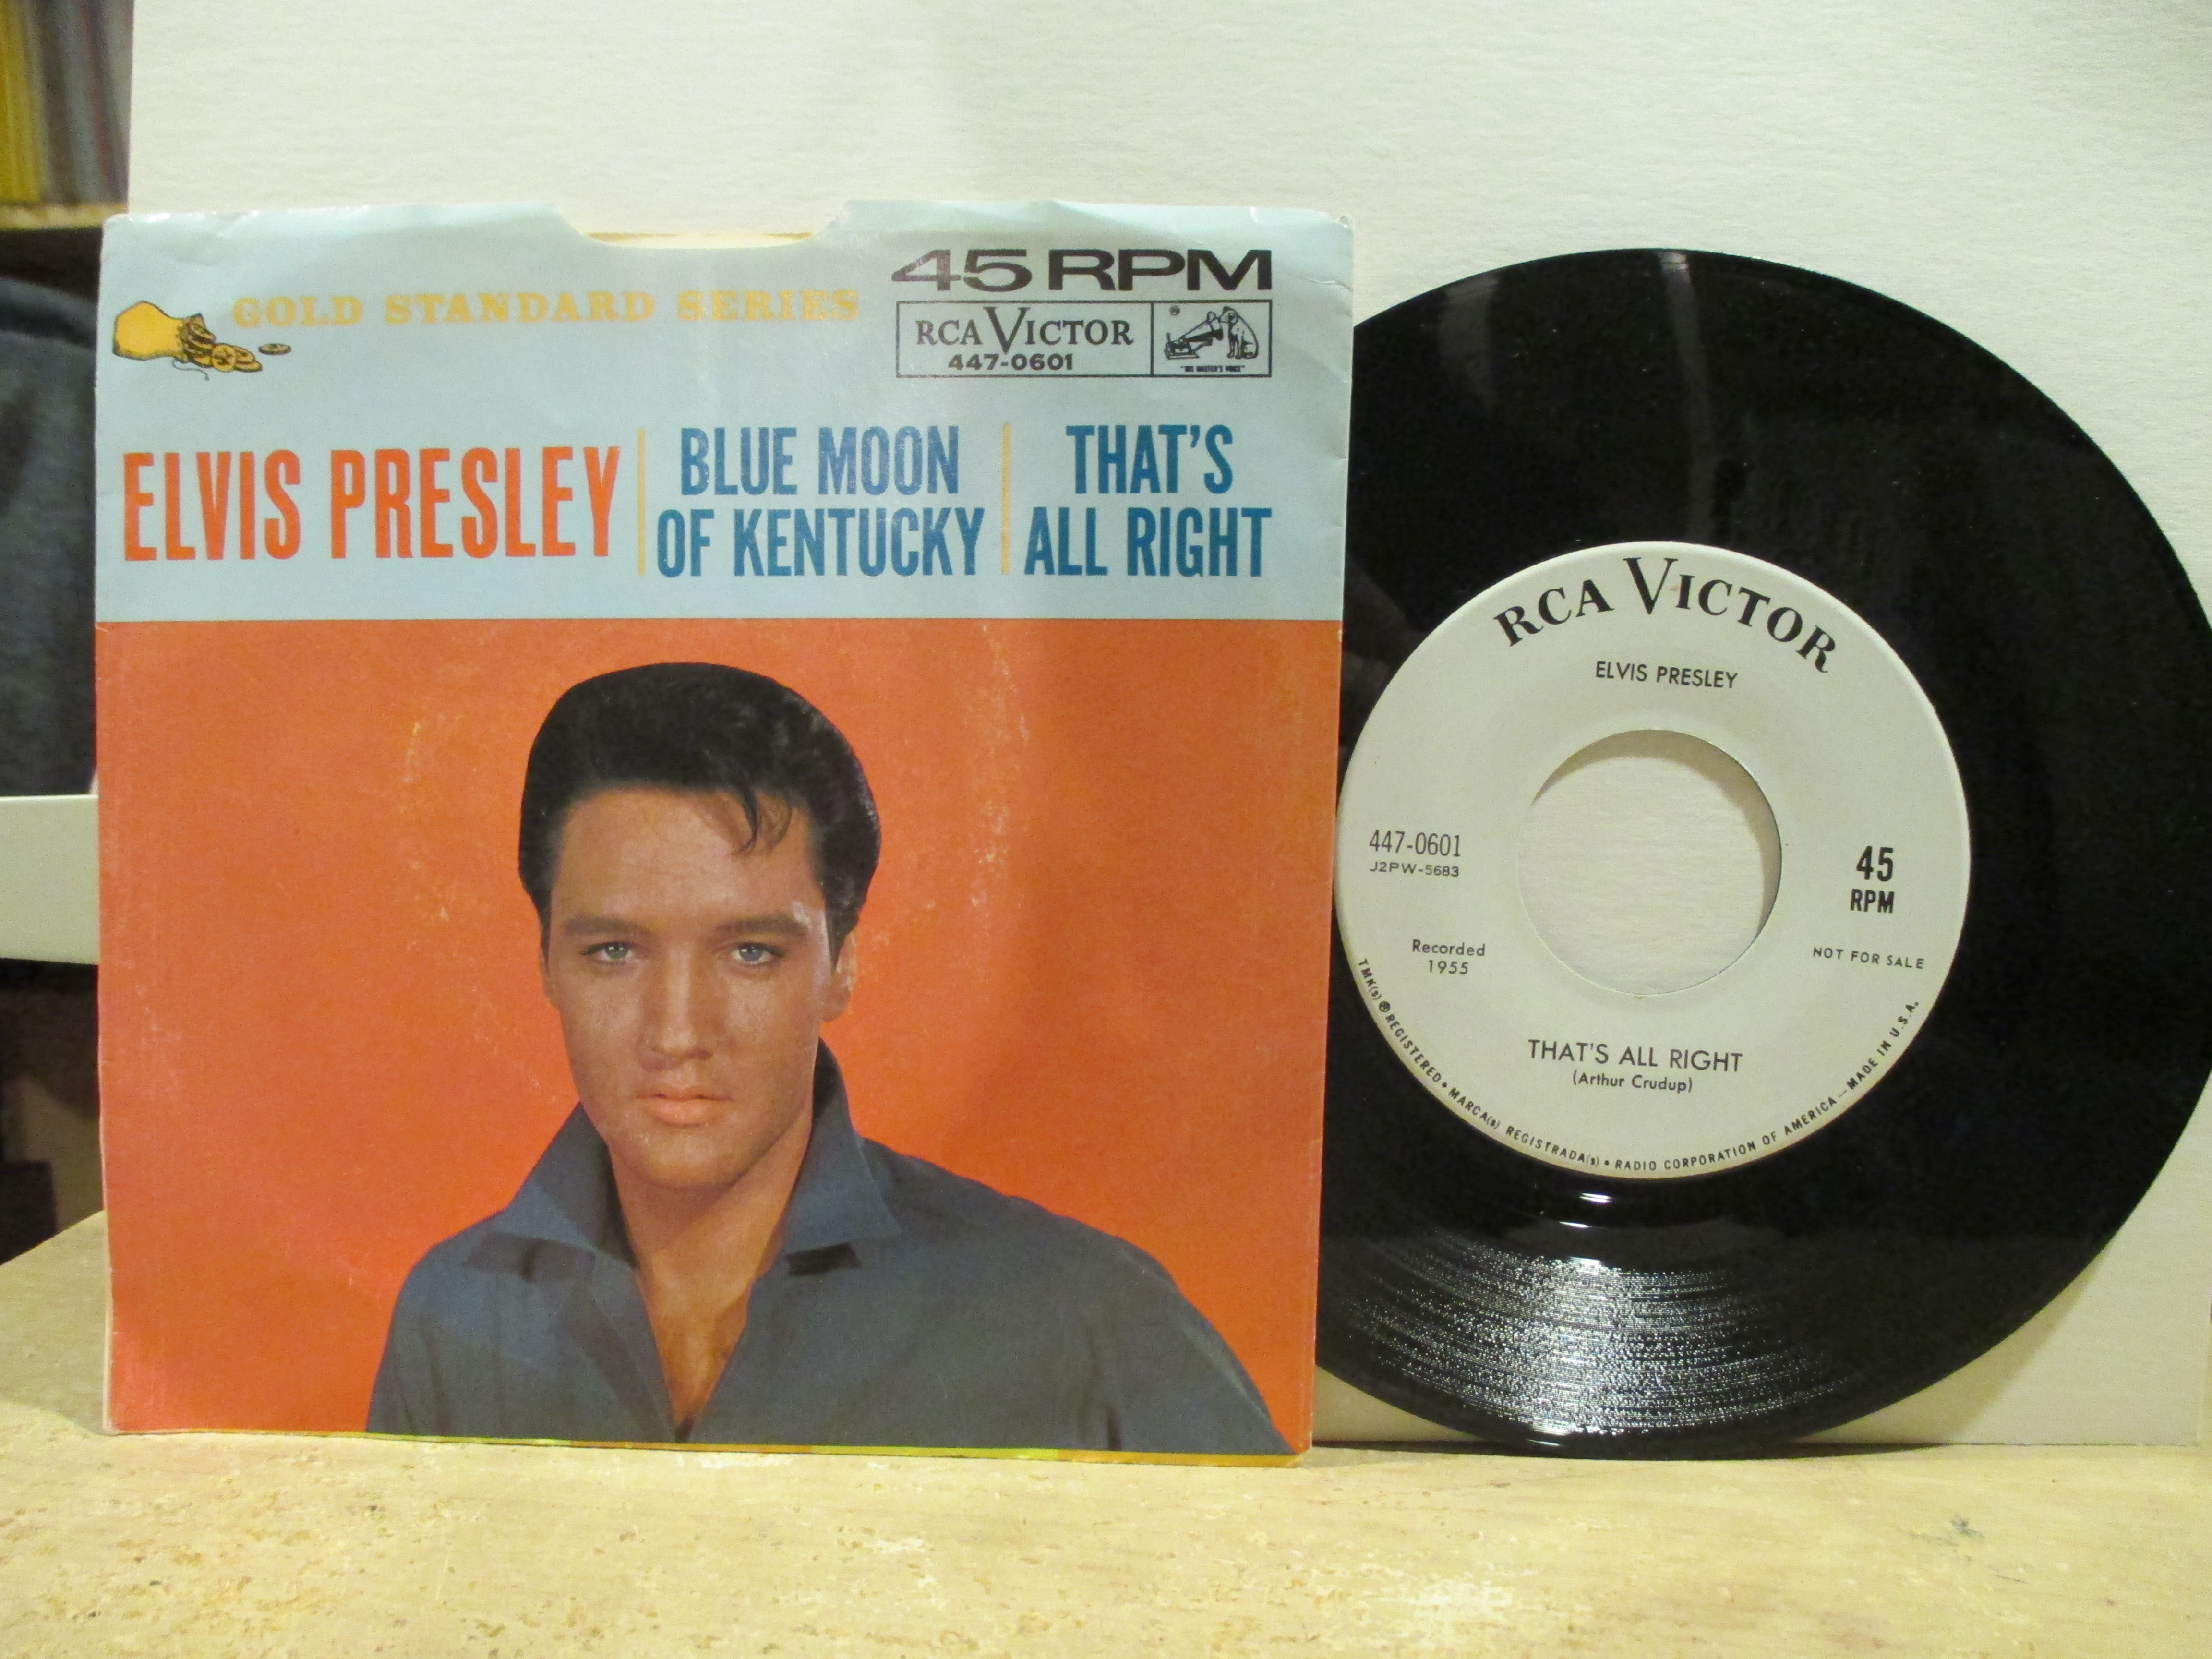 45 RPM
GOLD STANDARD SERIES
RCA VICTOR
447-0601
"HIS MASTER'S VOICE"
ELVIS PRESLEY
BLUE MOON
OF KENTUCKY
THAT'S
ALL RIGHT
RCA VICTOR
ELVIS PRESLEY
447-0601
J2PW-5683
45
RPM
Recorded
1955
NOT FOR SALE
THAT'S ALL RIGHT
(Arthur Crudup)
TMK(s) ® REGISTERED • MARCA(s) REGISTRADA(s) • RADIO CORPORATION OF AMERICA—MADE IN U.S.A.